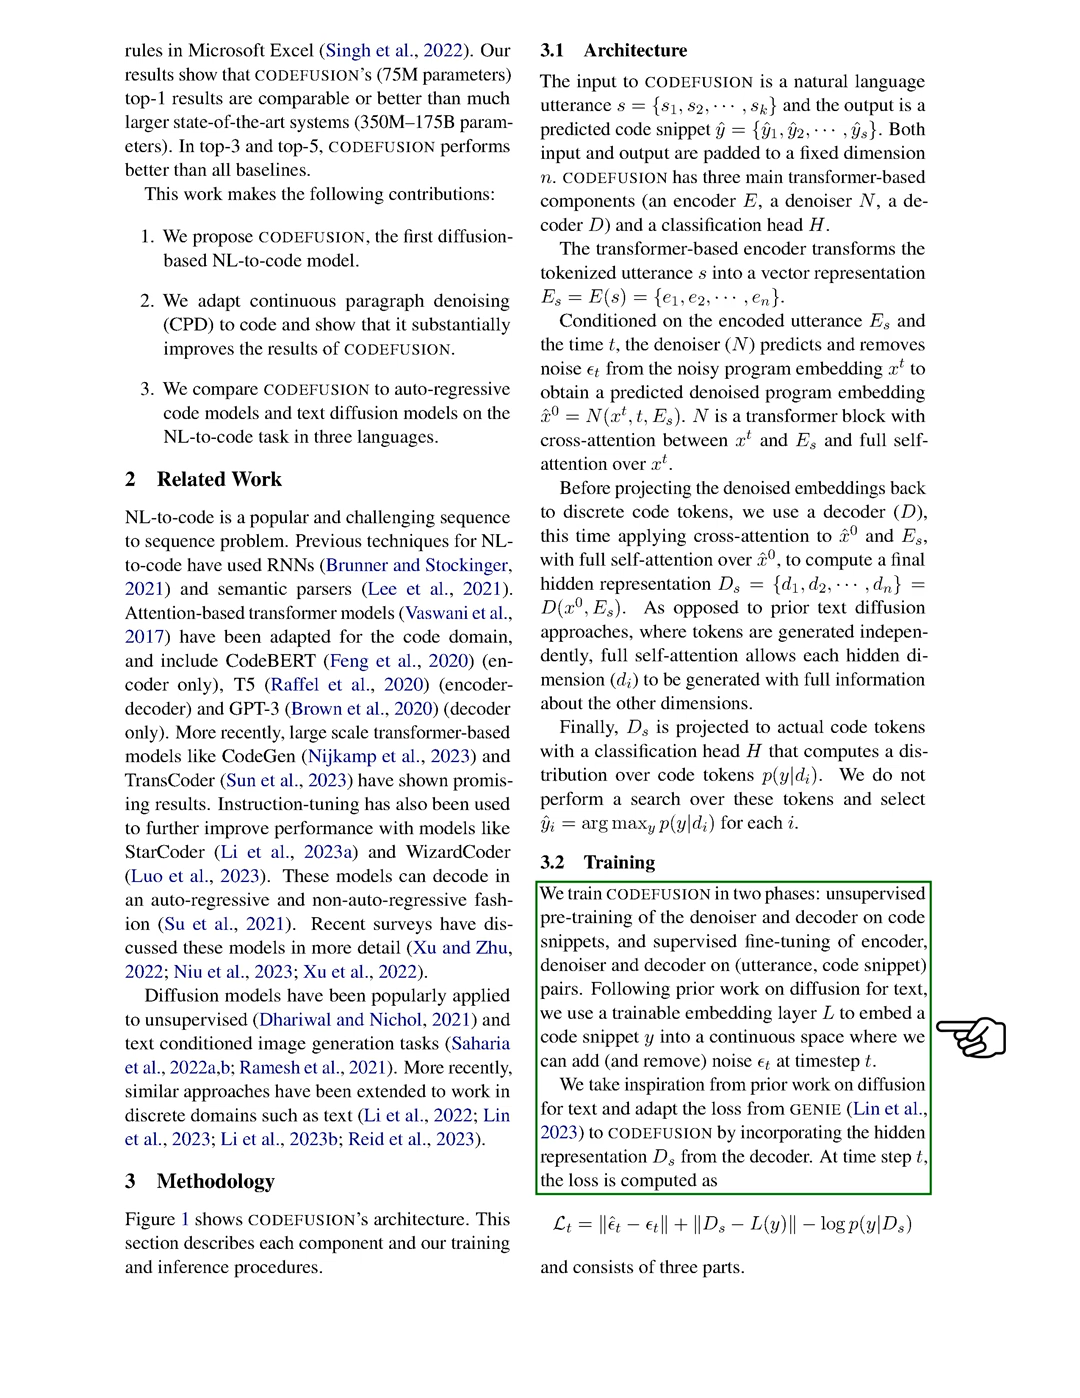 rules in Microsoft Excel (Singh et al., 2022). Our
results show that CODEFUSION's (75M parameters)
top-1 results are comparable or better than much
larger state-of-the-art systems (350M–175B param-
eters). In top-3 and top-5, CODEFUSION performs
better than all baselines.
This work makes the following contributions:
1. We propose CODEFUSION, the first diffusion-
based NL-to-code model.
2. We adapt continuous paragraph denoising
(CPD) to code and show that it substantially
improves the results of CODEFUSION.
3. We compare CODEFUSION to auto-regressive
code models and text diffusion models on the
NL-to-code task in three languages.
2 Related Work
NL-to-code is a popular and challenging sequence
to sequence problem. Previous techniques for NL-
to-code have used RNNs (Brunner and Stockinger,
2021) and semantic parsers (Lee et al., 2021).
Attention-based transformer models (Vaswani et al.,
2017) have been adapted for the code domain,
and include CodeBERT (Feng et al., 2020) (en-
coder only), T5 (Raffel et al., 2020) (encoder-
decoder) and GPT-3 (Brown et al., 2020) (decoder
only). More recently, large scale transformer-based
models like CodeGen (Nijkamp et al., 2023) and
TransCoder (Sun et al., 2023) have shown promis-
ing results. Instruction-tuning has also been used
to further improve performance with models like
StarCoder (Li et al., 2023a) and WizardCoder
(Luo et al., 2023). These models can decode in
an auto-regressive and non-auto-regressive fash-
ion (Su et al., 2021). Recent surveys have dis-
cussed these models in more detail (Xu and Zhu,
2022; Niu et al., 2023; Xu et al., 2022).
Diffusion models have been popularly applied
to unsupervised (Dhariwal and Nichol, 2021) and
text conditioned image generation tasks (Saharia
et al., 2022a,b; Ramesh et al., 2021). More recently,
similar approaches have been extended to work in
discrete domains such as text (Li et al., 2022; Lin
et al., 2023; Li et al., 2023b; Reid et al., 2023).
3 Methodology
Figure 1 shows CODEFUSION's architecture. This
section describes each component and our training
and inference procedures.
3.1 Architecture
The input to CODEFUSION is a natural language
utterance s = {s₁, s₂, ⋯ , sₖ} and the output is a
predicted code snippet ŷ = {ŷ₁, ŷ₂, ⋯ , ŷₛ}. Both
input and output are padded to a fixed dimension
n. CODEFUSION has three main transformer-based
components (an encoder E, a denoiser N, a de-
coder D) and a classification head H.
The transformer-based encoder transforms the
tokenized utterance s into a vector representation
Eₛ = E(s) = {e₁, e₂, ⋯ , eₙ}.
Conditioned on the encoded utterance Eₛ and
the time t, the denoiser (N) predicts and removes
noise ϵₜ from the noisy program embedding xᵗ to
obtain a predicted denoised program embedding
x̂⁰ = N(xᵗ, t, Eₛ). N is a transformer block with
cross-attention between xᵗ and Eₛ and full self-
attention over xᵗ.
Before projecting the denoised embeddings back
to discrete code tokens, we use a decoder (D),
this time applying cross-attention to x̂⁰ and Eₛ,
with full self-attention over x̂⁰, to compute a final
hidden representation Dₛ = {d₁, d₂, ⋯ , dₙ} =
D(x⁰, Eₛ). As opposed to prior text diffusion
approaches, where tokens are generated indepen-
dently, full self-attention allows each hidden di-
mension (dᵢ) to be generated with full information
about the other dimensions.
Finally, Dₛ is projected to actual code tokens
with a classification head H that computes a dis-
tribution over code tokens p(y|dᵢ). We do not
perform a search over these tokens and select
ŷᵢ = arg maxᵧ p(y|dᵢ) for each i.
3.2 Training
We train CODEFUSION in two phases: unsupervised
pre-training of the denoiser and decoder on code
snippets, and supervised fine-tuning of encoder,
denoiser and decoder on (utterance, code snippet)
pairs. Following prior work on diffusion for text,
we use a trainable embedding layer L to embed a
code snippet y into a continuous space where we
can add (and remove) noise ϵₜ at timestep t.
We take inspiration from prior work on diffusion
for text and adapt the loss from GENIE (Lin et al.,
2023) to CODEFUSION by incorporating the hidden
representation Dₛ from the decoder. At time step t,
the loss is computed as
ℒₜ = ‖ϵ̂ₜ − ϵₜ‖ + ‖Dₛ − L(y)‖ − log p(y|Dₛ)
and consists of three parts.